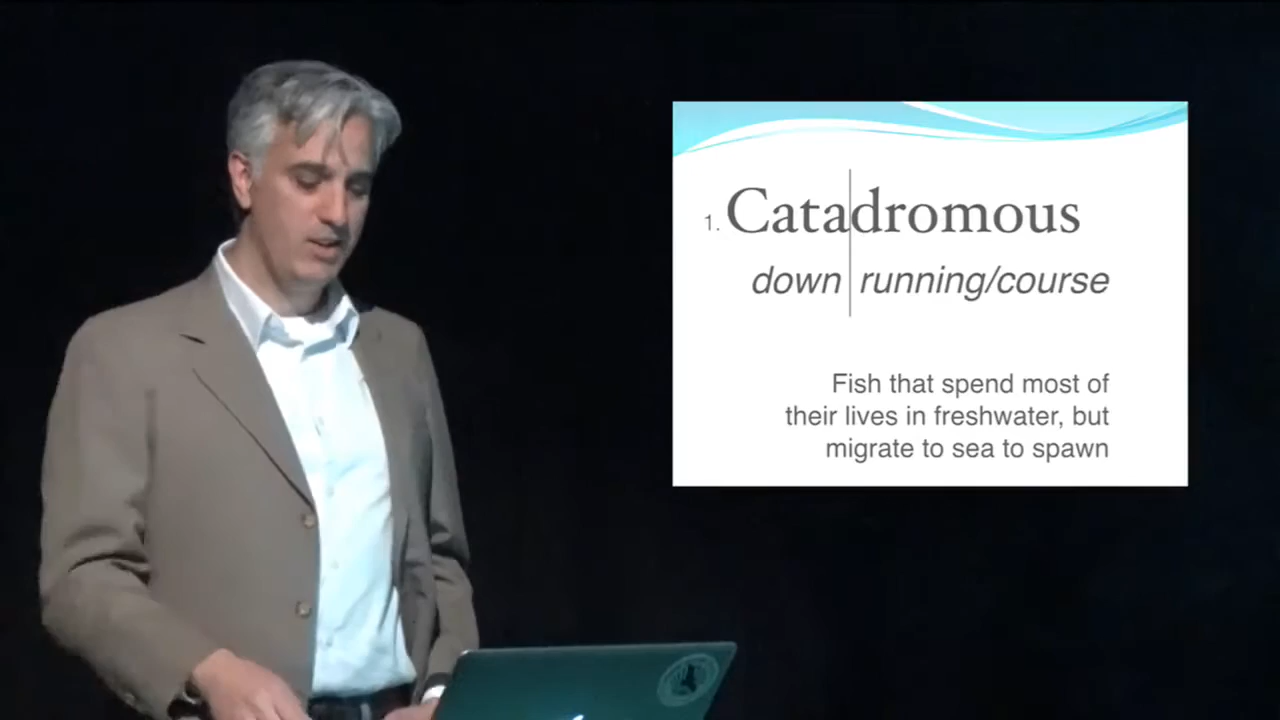 1. Catadromous
down running/course
Fish that spend most of
their lives in freshwater, but
migrate to sea to spawn